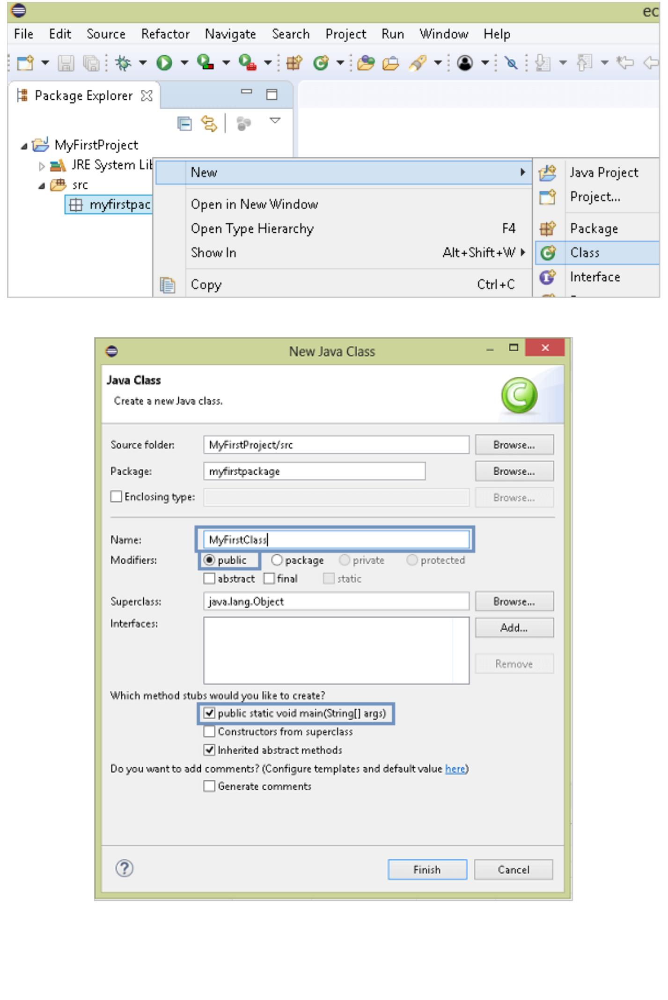 ec
File Edit Source Refactor Navigate Search Project Run Window Help
Package Explorer
MyFirstProject
JRE System Lib
src
myfirstpac
New
Open in New Window
Open Type Hierarchy F4
Show In Alt+Shift+W
Copy Ctrl+C
Java Project
Project...
Package
Class
Interface
New Java Class
Java Class
Create a new Java class.
Source folder: MyFirstProject/src Browse...
Package: myfirstpackage Browse...
Enclosing type: Browse...
Name: MyFirstClass
Modifiers: public package private protected
abstract final static
Superclass: java.lang.Object Browse...
Interfaces: Add...
Remove
Which method stubs would you like to create?
public static void main(String[] args)
Constructors from superclass
Inherited abstract methods
Do you want to add comments? (Configure templates and default value here)
Generate comments
Finish Cancel